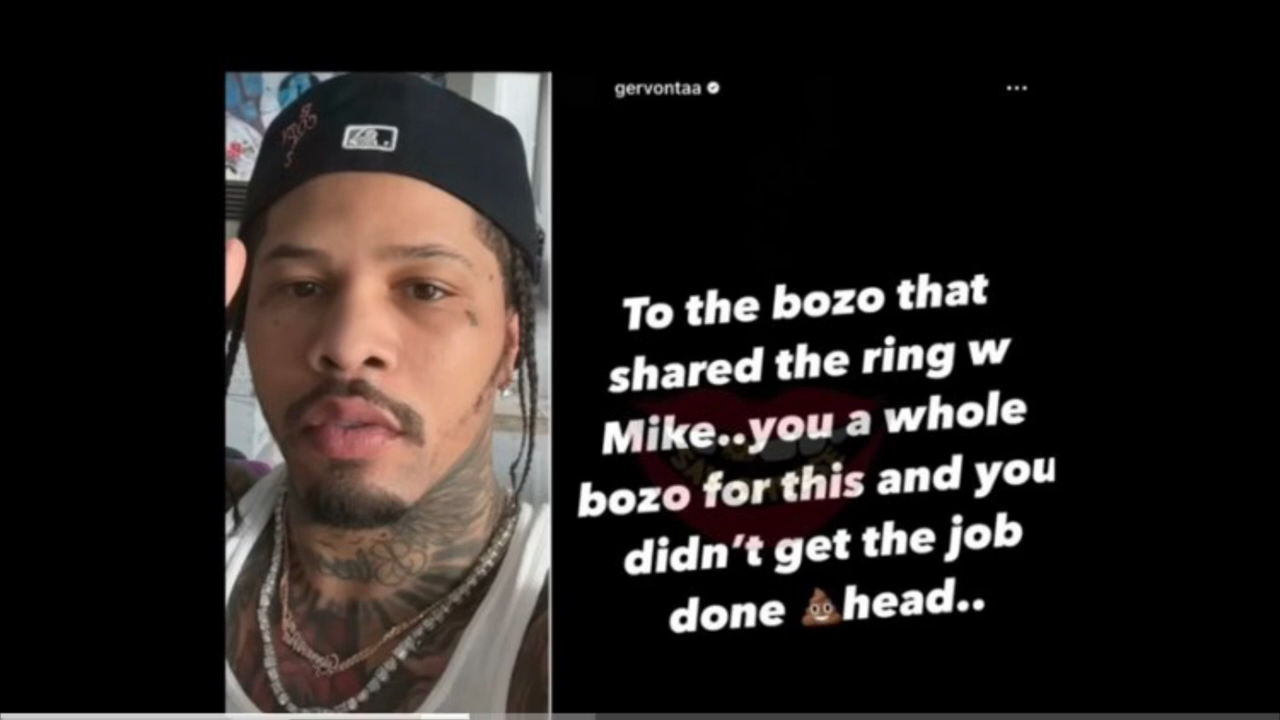 gervontaa
To the bozo that
shared the ring w
Mike..you a whole
bozo for this and you
didn't get the job
done 💩head..